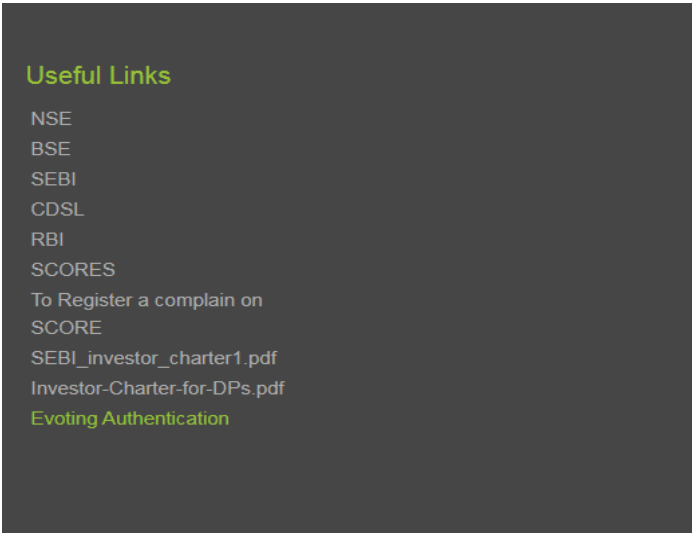 Useful Links
NSE
BSE
SEBI
CDSL
RBI
SCORES
To Register a complain on
SCORE
SEBI_investor_charter1.pdf
Investor-Charter-for-DPs.pdf
Evoting Authentication